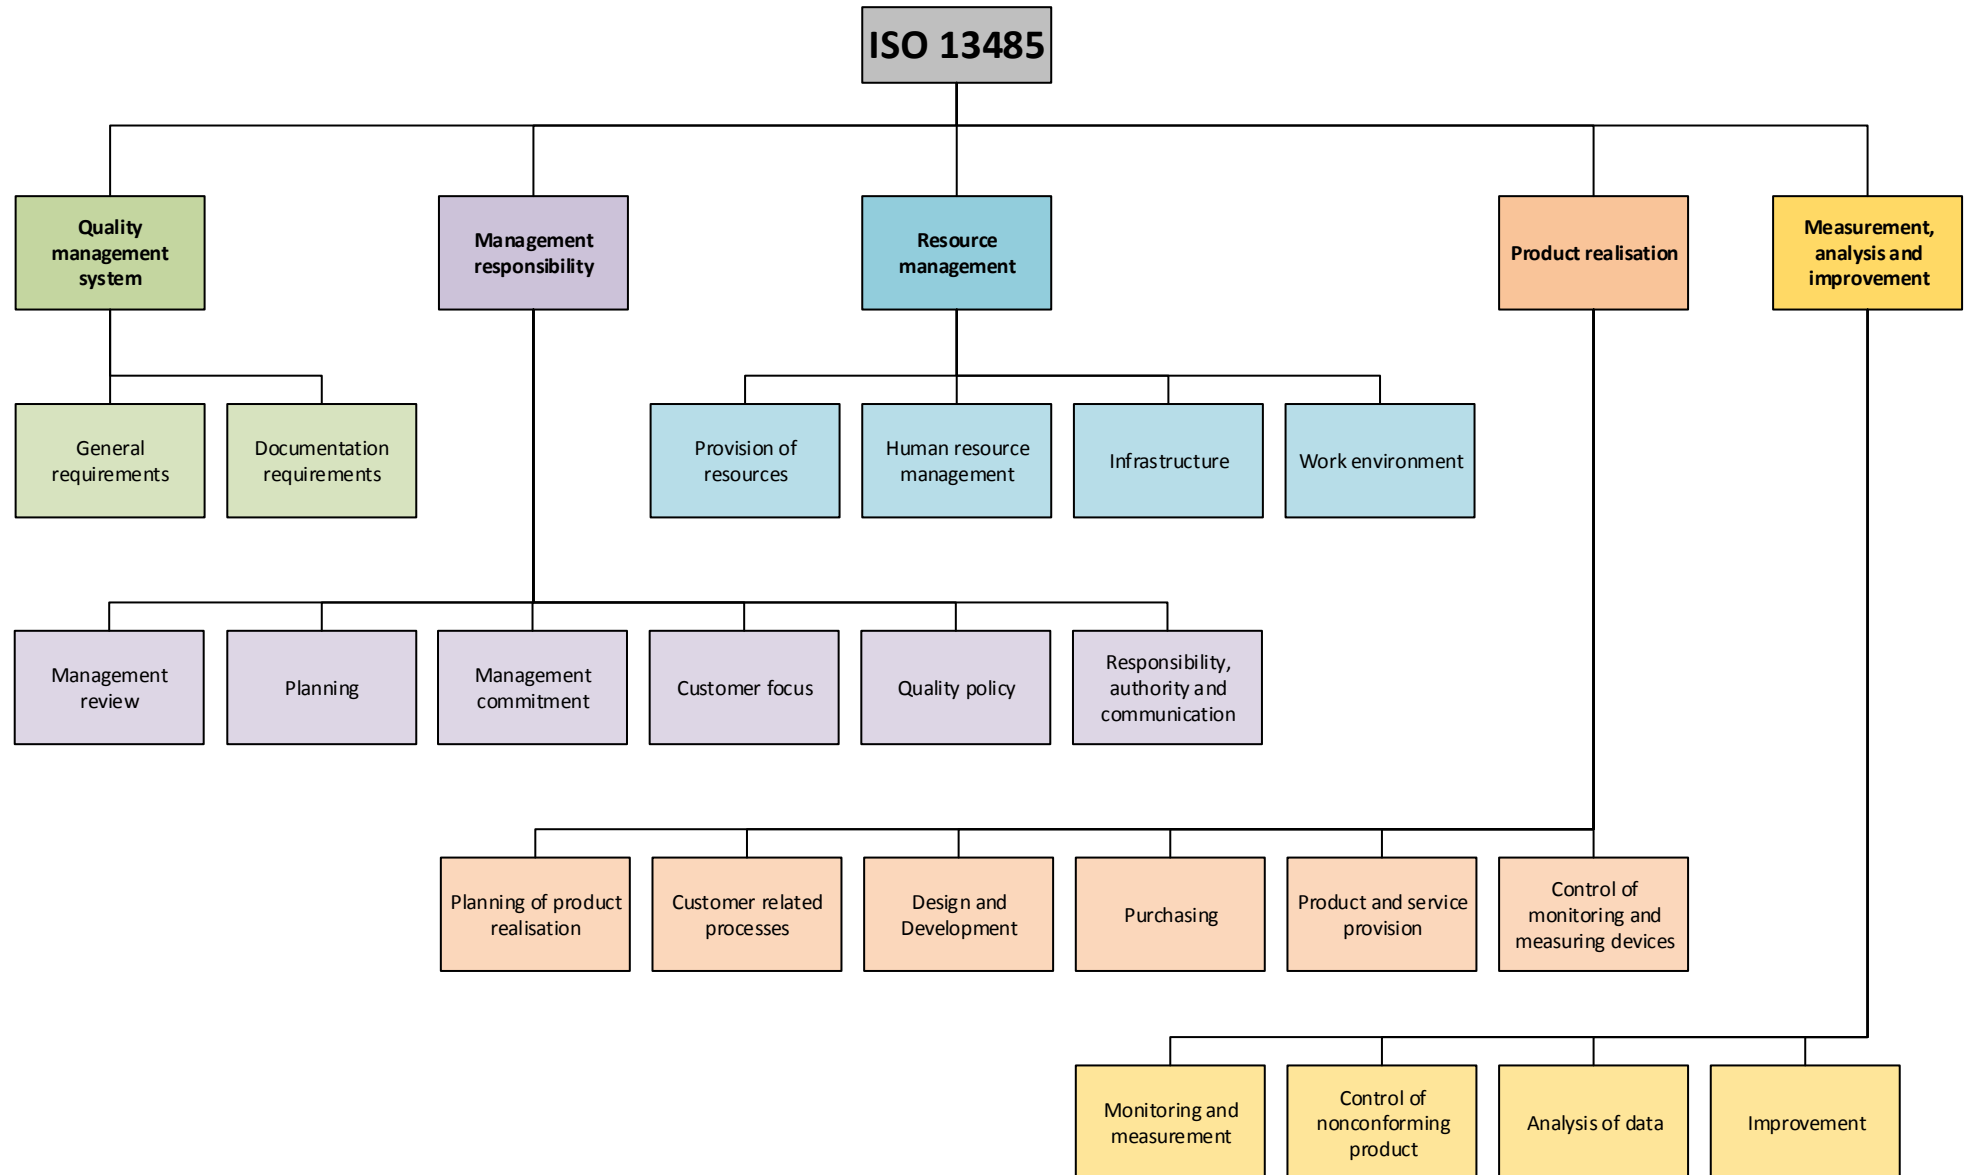 ISO 13485
Quality
management
system
Management
responsibility
Resource
management
Product realisation
Measurement,
analysis and
improvement
General
requirements
Documentation
requirements
Provision of
resources
Human resource
management
Infrastructure
Work environment
Management
review
Planning
Management
commitment
Customer focus
Quality policy
Responsibility,
authority and
communication
Planning of product
realisation
Customer related
processes
Design and
Development
Purchasing
Product and service
provision
Control of
monitoring and
measuring devices
Monitoring and
measurement
Control of
nonconforming
product
Analysis of data
Improvement